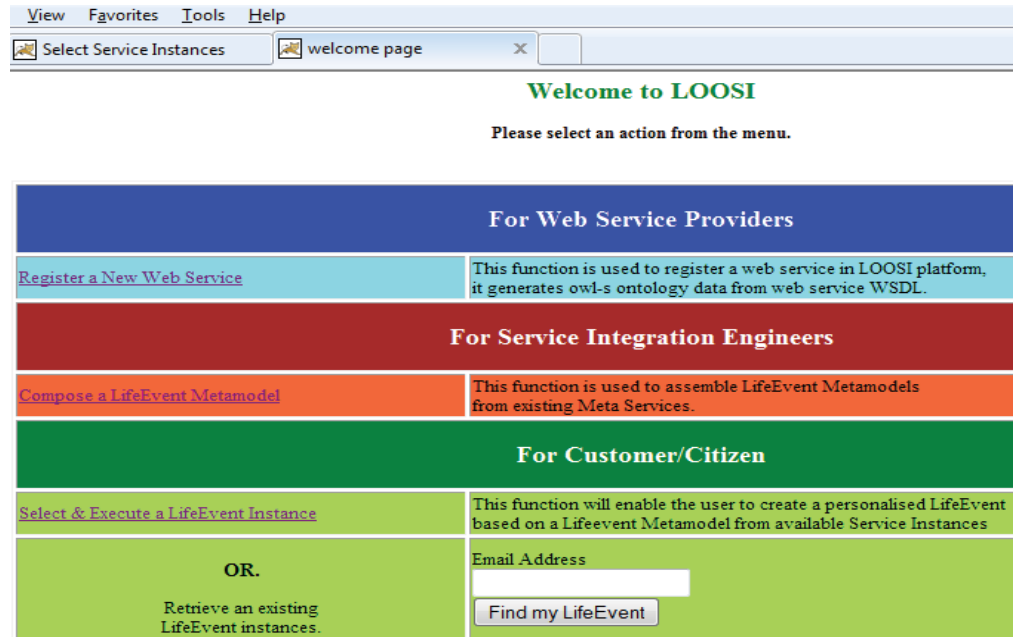 View Favorites Tools Help
Select Service Instances welcome page x
Welcome to LOOSI
Please select an action from the menu.
For Web Service Providers
Register a New Web Service
This function is used to register a web service in LOOSI platform,
it generates owl-s ontology data from web service WSDL.
For Service Integration Engineers
Compose a LifeEvent Metamodel
This function is used to assemble LifeEvent Metamodels
from existing Meta Services.
For Customer/Citizen
Select & Execute a LifeEvent Instance
This function will enable the user to create a personalised LifeEvent
based on a Lifeevent Metamodel from available Service Instances
OR.
Retrieve an existing
LifeEvent instances.
Email Address
Find my LifeEvent